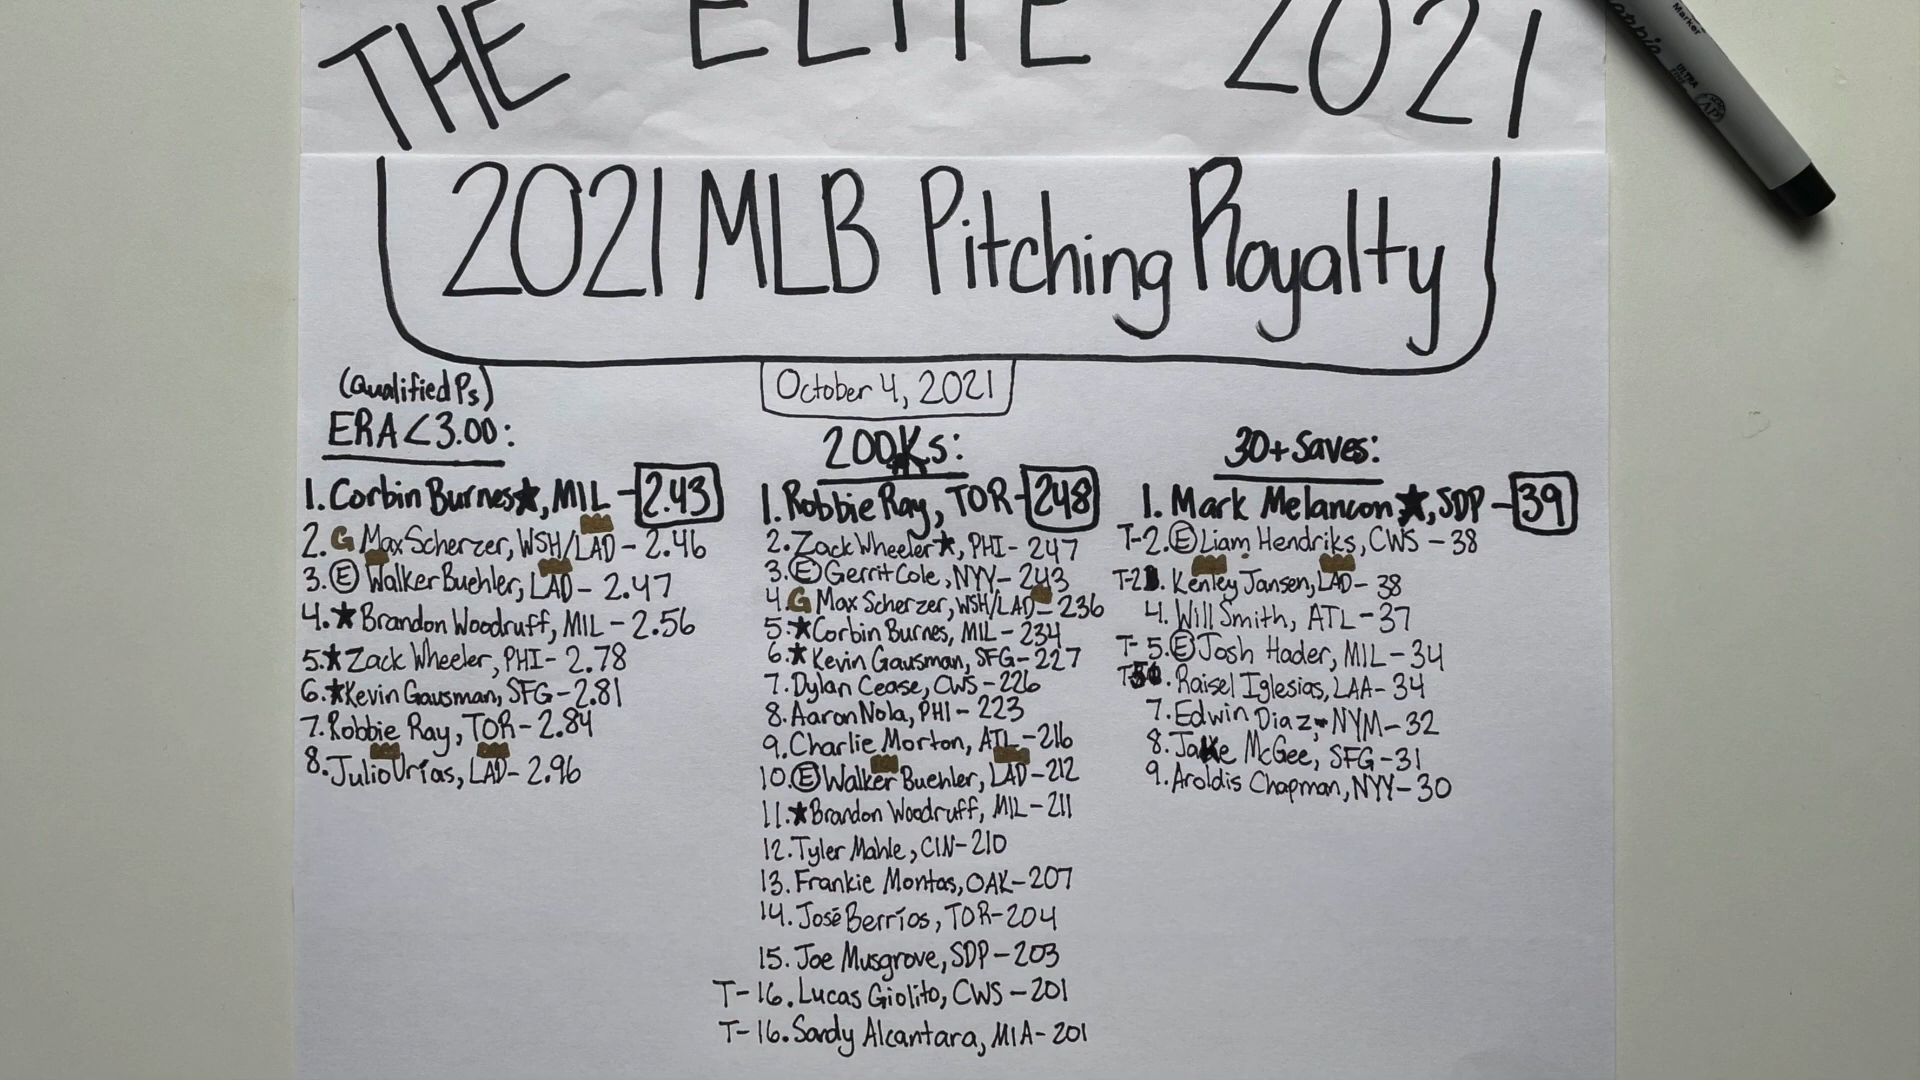 THE ELITE 2021
Marker
ULTRA
AP
2021 MLB Pitching Royalty
October 4, 2021
(Qualified Ps)
ERA<3.00:
1. Corbin Burnes★, MIL - 2.43
2. G Max Scherzer, WSH/LAD - 2.46
3. Ⓔ Walker Buehler, LAD - 2.47
4. ★ Brandon Woodruff, MIL - 2.56
5. ★ Zack Wheeler, PHI - 2.78
6. ★ Kevin Gausman, SFG - 2.81
7. Robbie Ray, TOR - 2.84
8. Julio Urías, LAD - 2.96
200Ks:
1. Robbie Ray, TOR - 248
2. Zack Wheeler★, PHI - 247
3. Ⓔ Gerrit Cole, NYY - 243
4. G Max Scherzer, WSH/LAD - 236
5. ★ Corbin Burnes, MIL - 234
6. ★ Kevin Gausman, SFG - 227
7. Dylan Cease, CWS - 226
8. Aaron Nola, PHI - 223
9. Charlie Morton, ATL - 216
10. Ⓔ Walker Buehler, LAD - 212
11. ★ Brandon Woodruff, MIL - 211
12. Tyler Mahle, CIN - 210
13. Frankie Montas, OAK - 207
14. José Berríos, TOR - 204
15. Joe Musgrove, SDP - 203
T-16. Lucas Giolito, CWS - 201
T-16. Sandy Alcantara, MIA - 201
30+ Saves:
1. Mark Melancon★, SDP - 39
T-2. Ⓔ Liam Hendriks, CWS - 38
T-2. Kenley Jansen, LAD - 38
4. Will Smith, ATL - 37
T-5. Ⓔ Josh Hader, MIL - 34
T-5. Raisel Iglesias, LAA - 34
7. Edwin Diaz, NYM - 32
8. Jake McGee, SFG - 31
9. Aroldis Chapman, NYY - 30